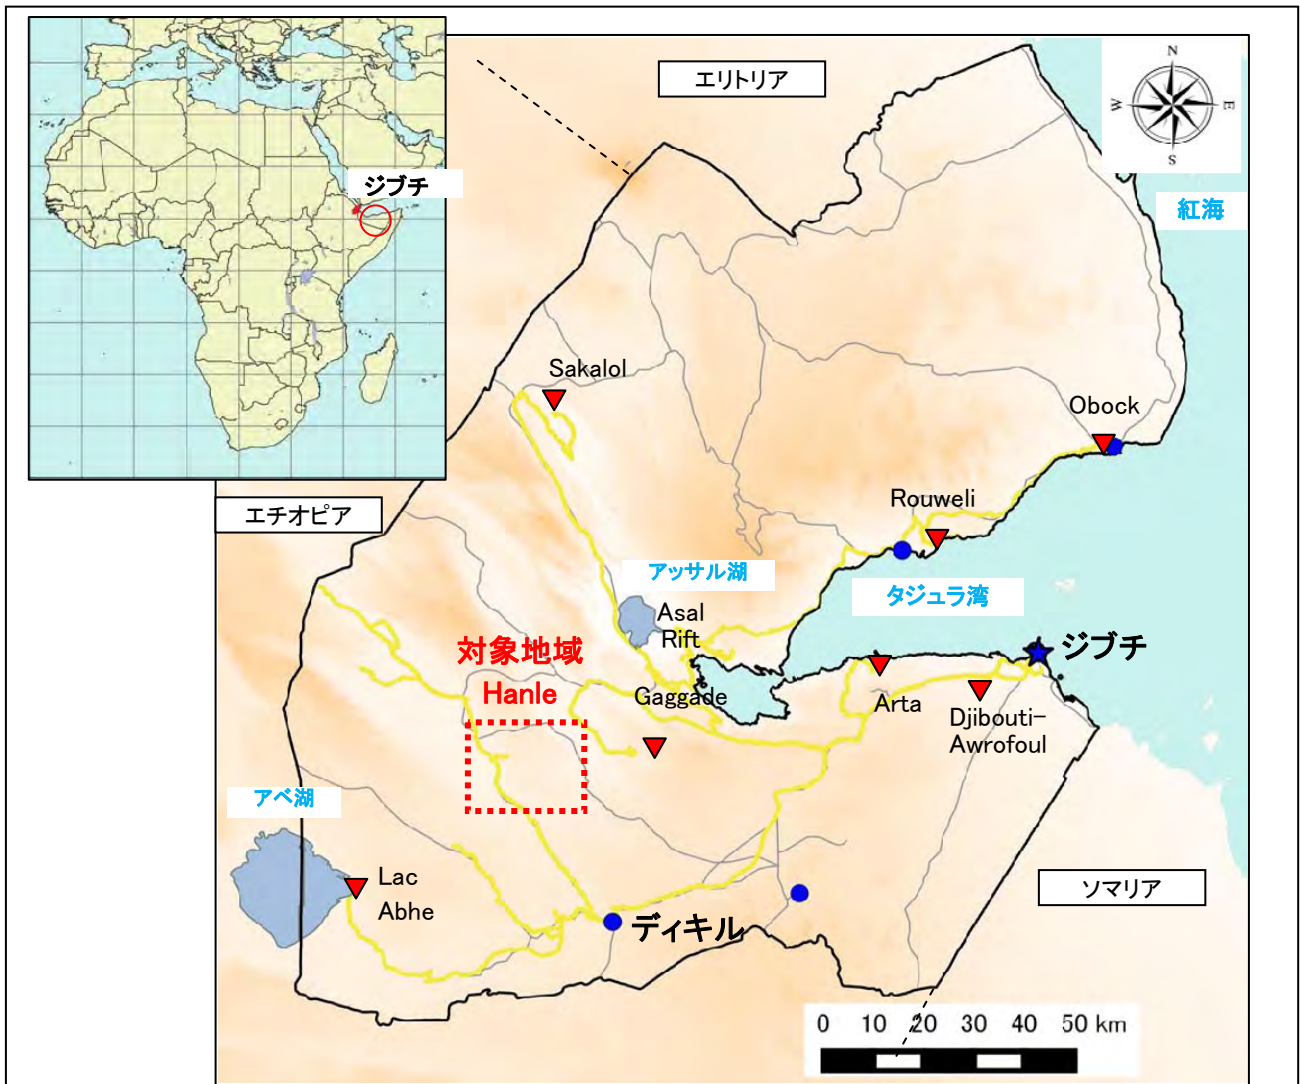 エリトリア
N
W
E
S
ジブチ
紅海
Sakalol
Obock
Rouweli
エチオピア
アッサル湖
Asal
Rift
タジュラ湾
対象地域
Hanle
ジブチ
Gaggade
Arta
Djibouti-
Awrofoul
アベ湖
Lac
Abhe
ディキル
ソマリア
0 10 20 30 40 50 km